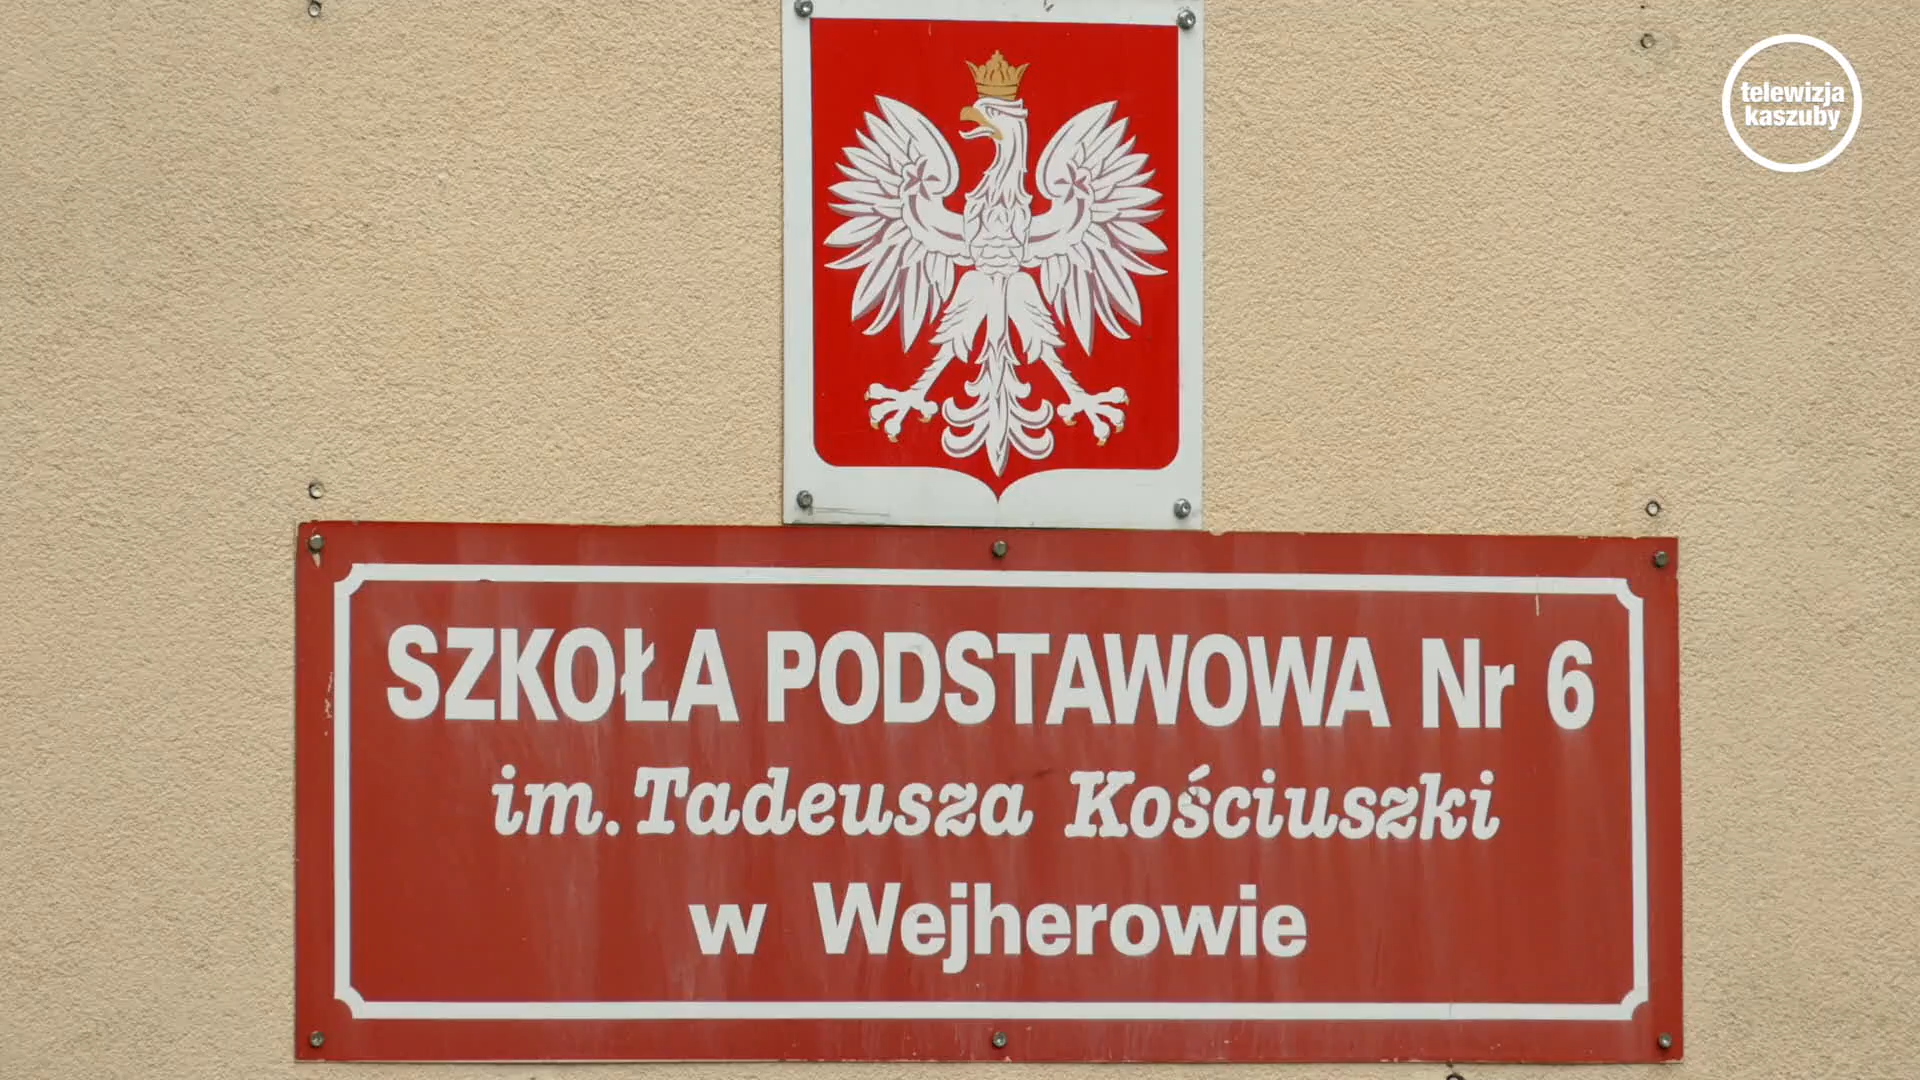 telewizja
kaszuby
SZKOŁA PODSTAWOWA Nr 6
im. Tadeusza Kościuszki
w Wejherowie